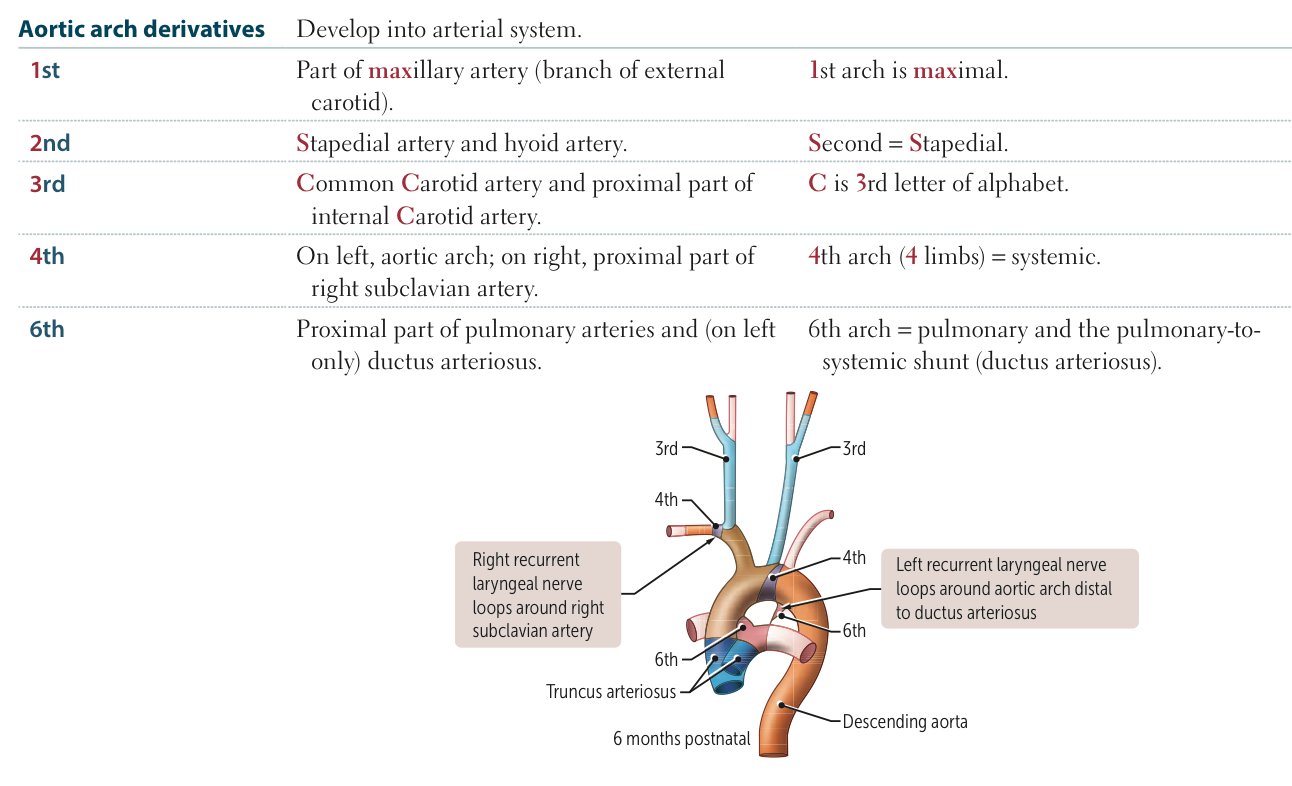 Aortic arch derivatives Develop into arterial system.
1st Part of maxillary artery (branch of external 1st arch is maximal.
carotid).
2nd Stapedial artery and hyoid artery. Second = Stapedial.
3rd Common Carotid artery and proximal part of C is 3rd letter of alphabet.
internal Carotid artery.
4th On left, aortic arch; on right, proximal part of 4th arch (4 limbs) = systemic.
right subclavian artery.
6th Proximal part of pulmonary arteries and (on left 6th arch = pulmonary and the pulmonary-to-
only) ductus arteriosus. systemic shunt (ductus arteriosus).
3rd 3rd
4th
Right recurrent
laryngeal nerve
loops around right
subclavian artery
4th
Left recurrent laryngeal nerve
loops around aortic arch distal
to ductus arteriosus
6th
6th
Truncus arteriosus
Descending aorta
6 months postnatal